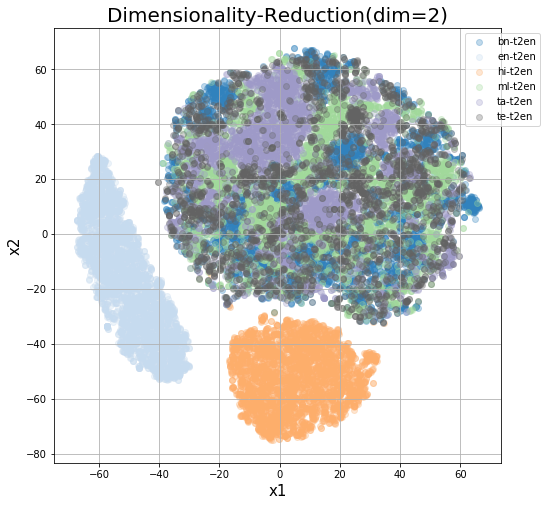 Dimensionality-Reduction(dim=2)
bn-t2en
en-t2en
hi-t2en
ml-t2en
ta-t2en
te-t2en
x2
60
40
20
0
−20
−40
−60
−80
−60
−40
−20
0
20
40
60
x1